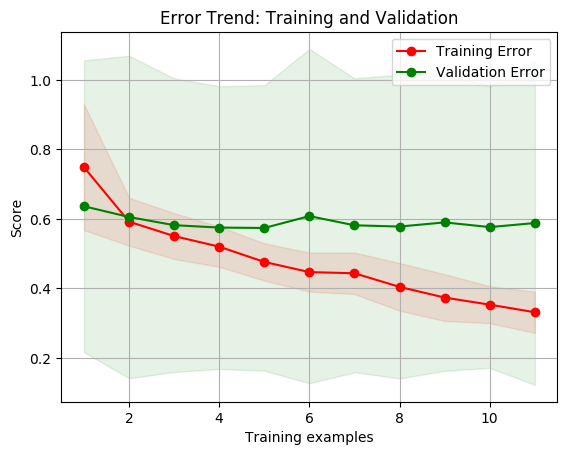 Error Trend: Training and Validation
Training Error
Validation Error
Score
1.0
0.8
0.6
0.4
0.2
2 4 6 8 10
Training examples